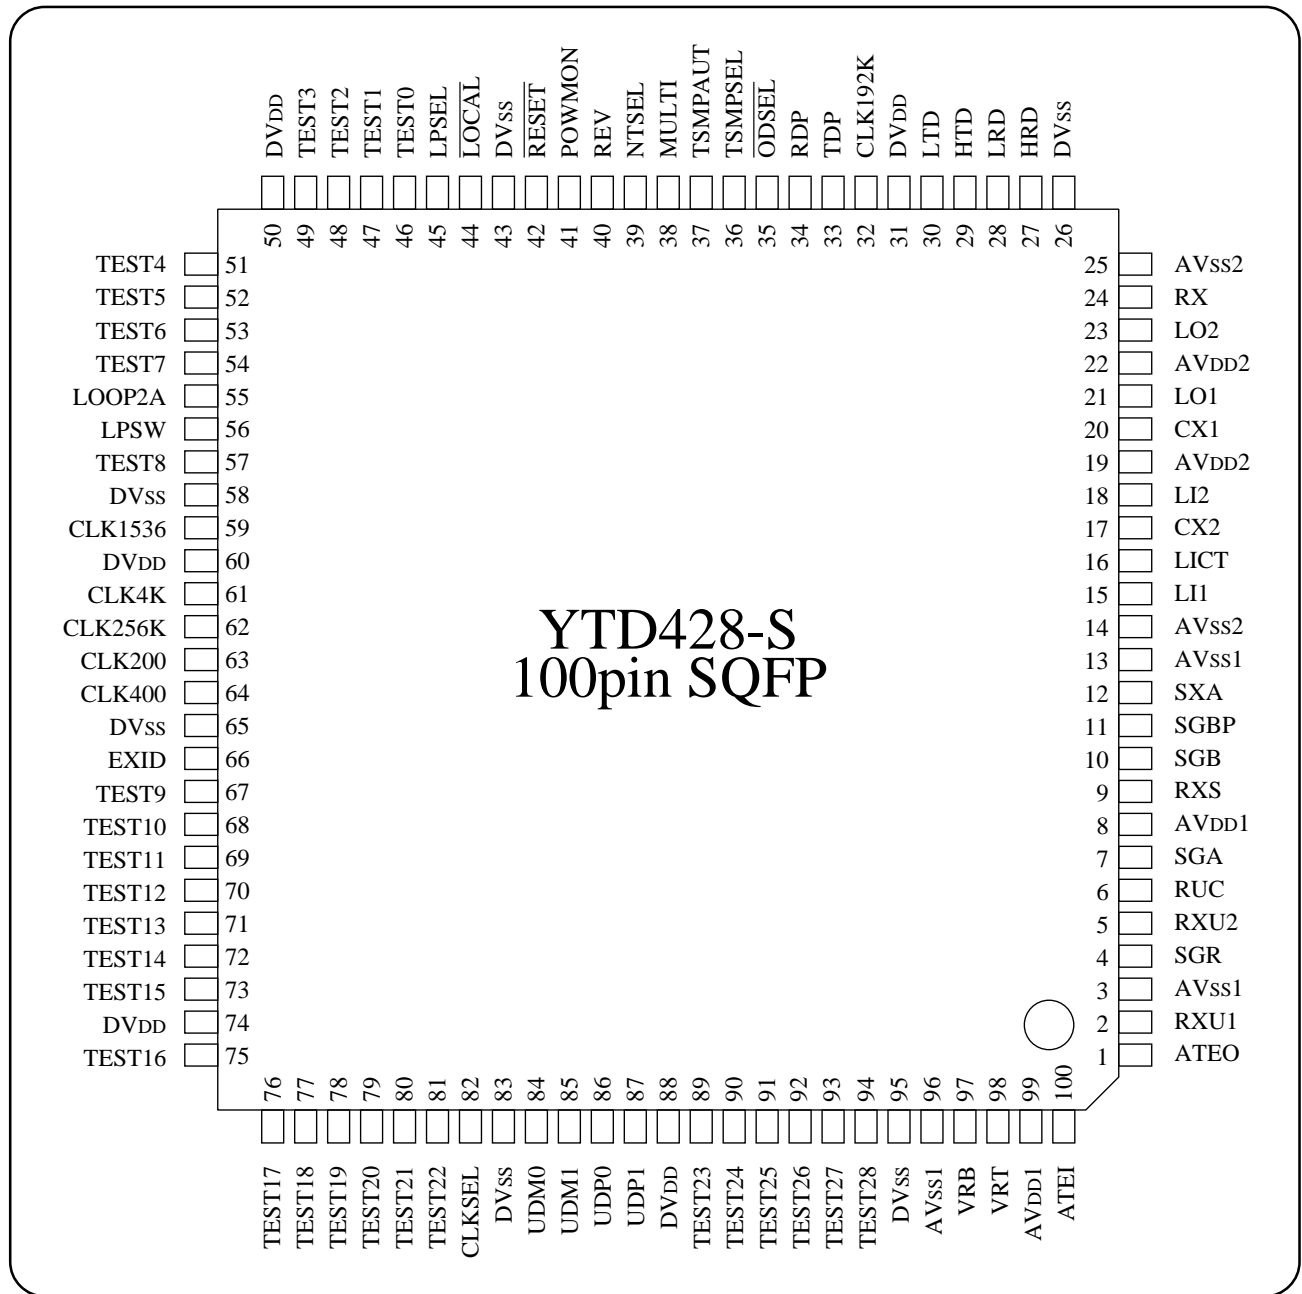 DVDD TEST3 TEST2 TEST1 TEST0 LPSEL LOCAL DVss RESET POWMON REV NTSEL MULTI TSMPAUT TSMPSEL ODSEL RDP TDP CLK192K DVDD LTD HTD LRD HRD DVss
50 49 48 47 46 45 44 43 42 41 40 39 38 37 36 35 34 33 32 31 30 29 28 27 26
TEST4 51 25 AVss2
TEST5 52 24 RX
TEST6 53 23 LO2
TEST7 54 22 AVDD2
LOOP2A 55 21 LO1
LPSW 56 20 CX1
TEST8 57 19 AVDD2
DVss 58 18 LI2
CLK1536 59 17 CX2
DVDD 60 16 LICT
CLK4K 61 15 LI1
CLK256K 62 14 AVss2
CLK200 63 13 AVss1
CLK400 64 12 SXA
DVss 65 11 SGBP
EXID 66 10 SGB
TEST9 67 9 RXS
TEST10 68 8 AVDD1
TEST11 69 7 SGA
TEST12 70 6 RUC
TEST13 71 5 RXU2
TEST14 72 4 SGR
TEST15 73 3 AVss1
DVDD 74 2 RXU1
TEST16 75 1 ATEO
YTD428-S
100pin SQFP
76 77 78 79 80 81 82 83 84 85 86 87 88 89 90 91 92 93 94 95 96 97 98 99 100
TEST17 TEST18 TEST19 TEST20 TEST21 TEST22 CLKSEL DVss UDM0 UDM1 UDP0 UDP1 DVDD TEST23 TEST24 TEST25 TEST26 TEST27 TEST28 DVss AVss1 VRB VRT AVDD1 ATEI